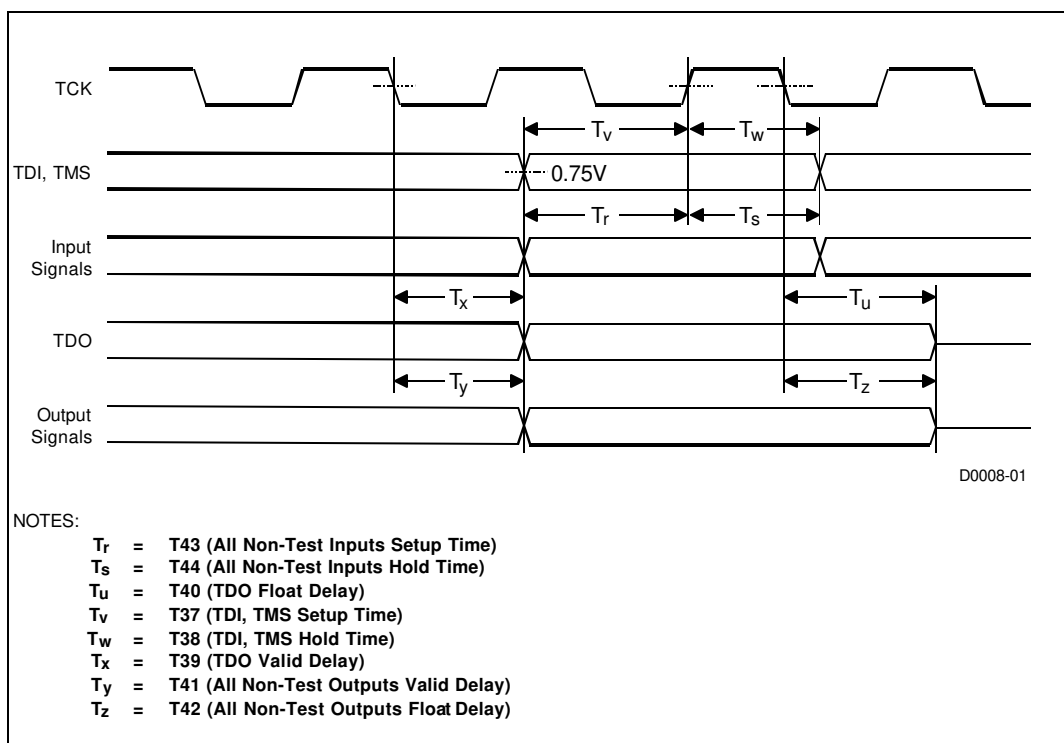 TCK
Tv Tw
TDI, TMS
0.75V
Tr Ts
Input
Signals
Tx Tu
TDO
Ty Tz
Output
Signals
D0008-01
NOTES:
Tr = T43 (All Non-Test Inputs Setup Time)
Ts = T44 (All Non-Test Inputs Hold Time)
Tu = T40 (TDO Float Delay)
Tv = T37 (TDI, TMS Setup Time)
Tw = T38 (TDI, TMS Hold Time)
Tx = T39 (TDO Valid Delay)
Ty = T41 (All Non-Test Outputs Valid Delay)
Tz = T42 (All Non-Test Outputs Float Delay)